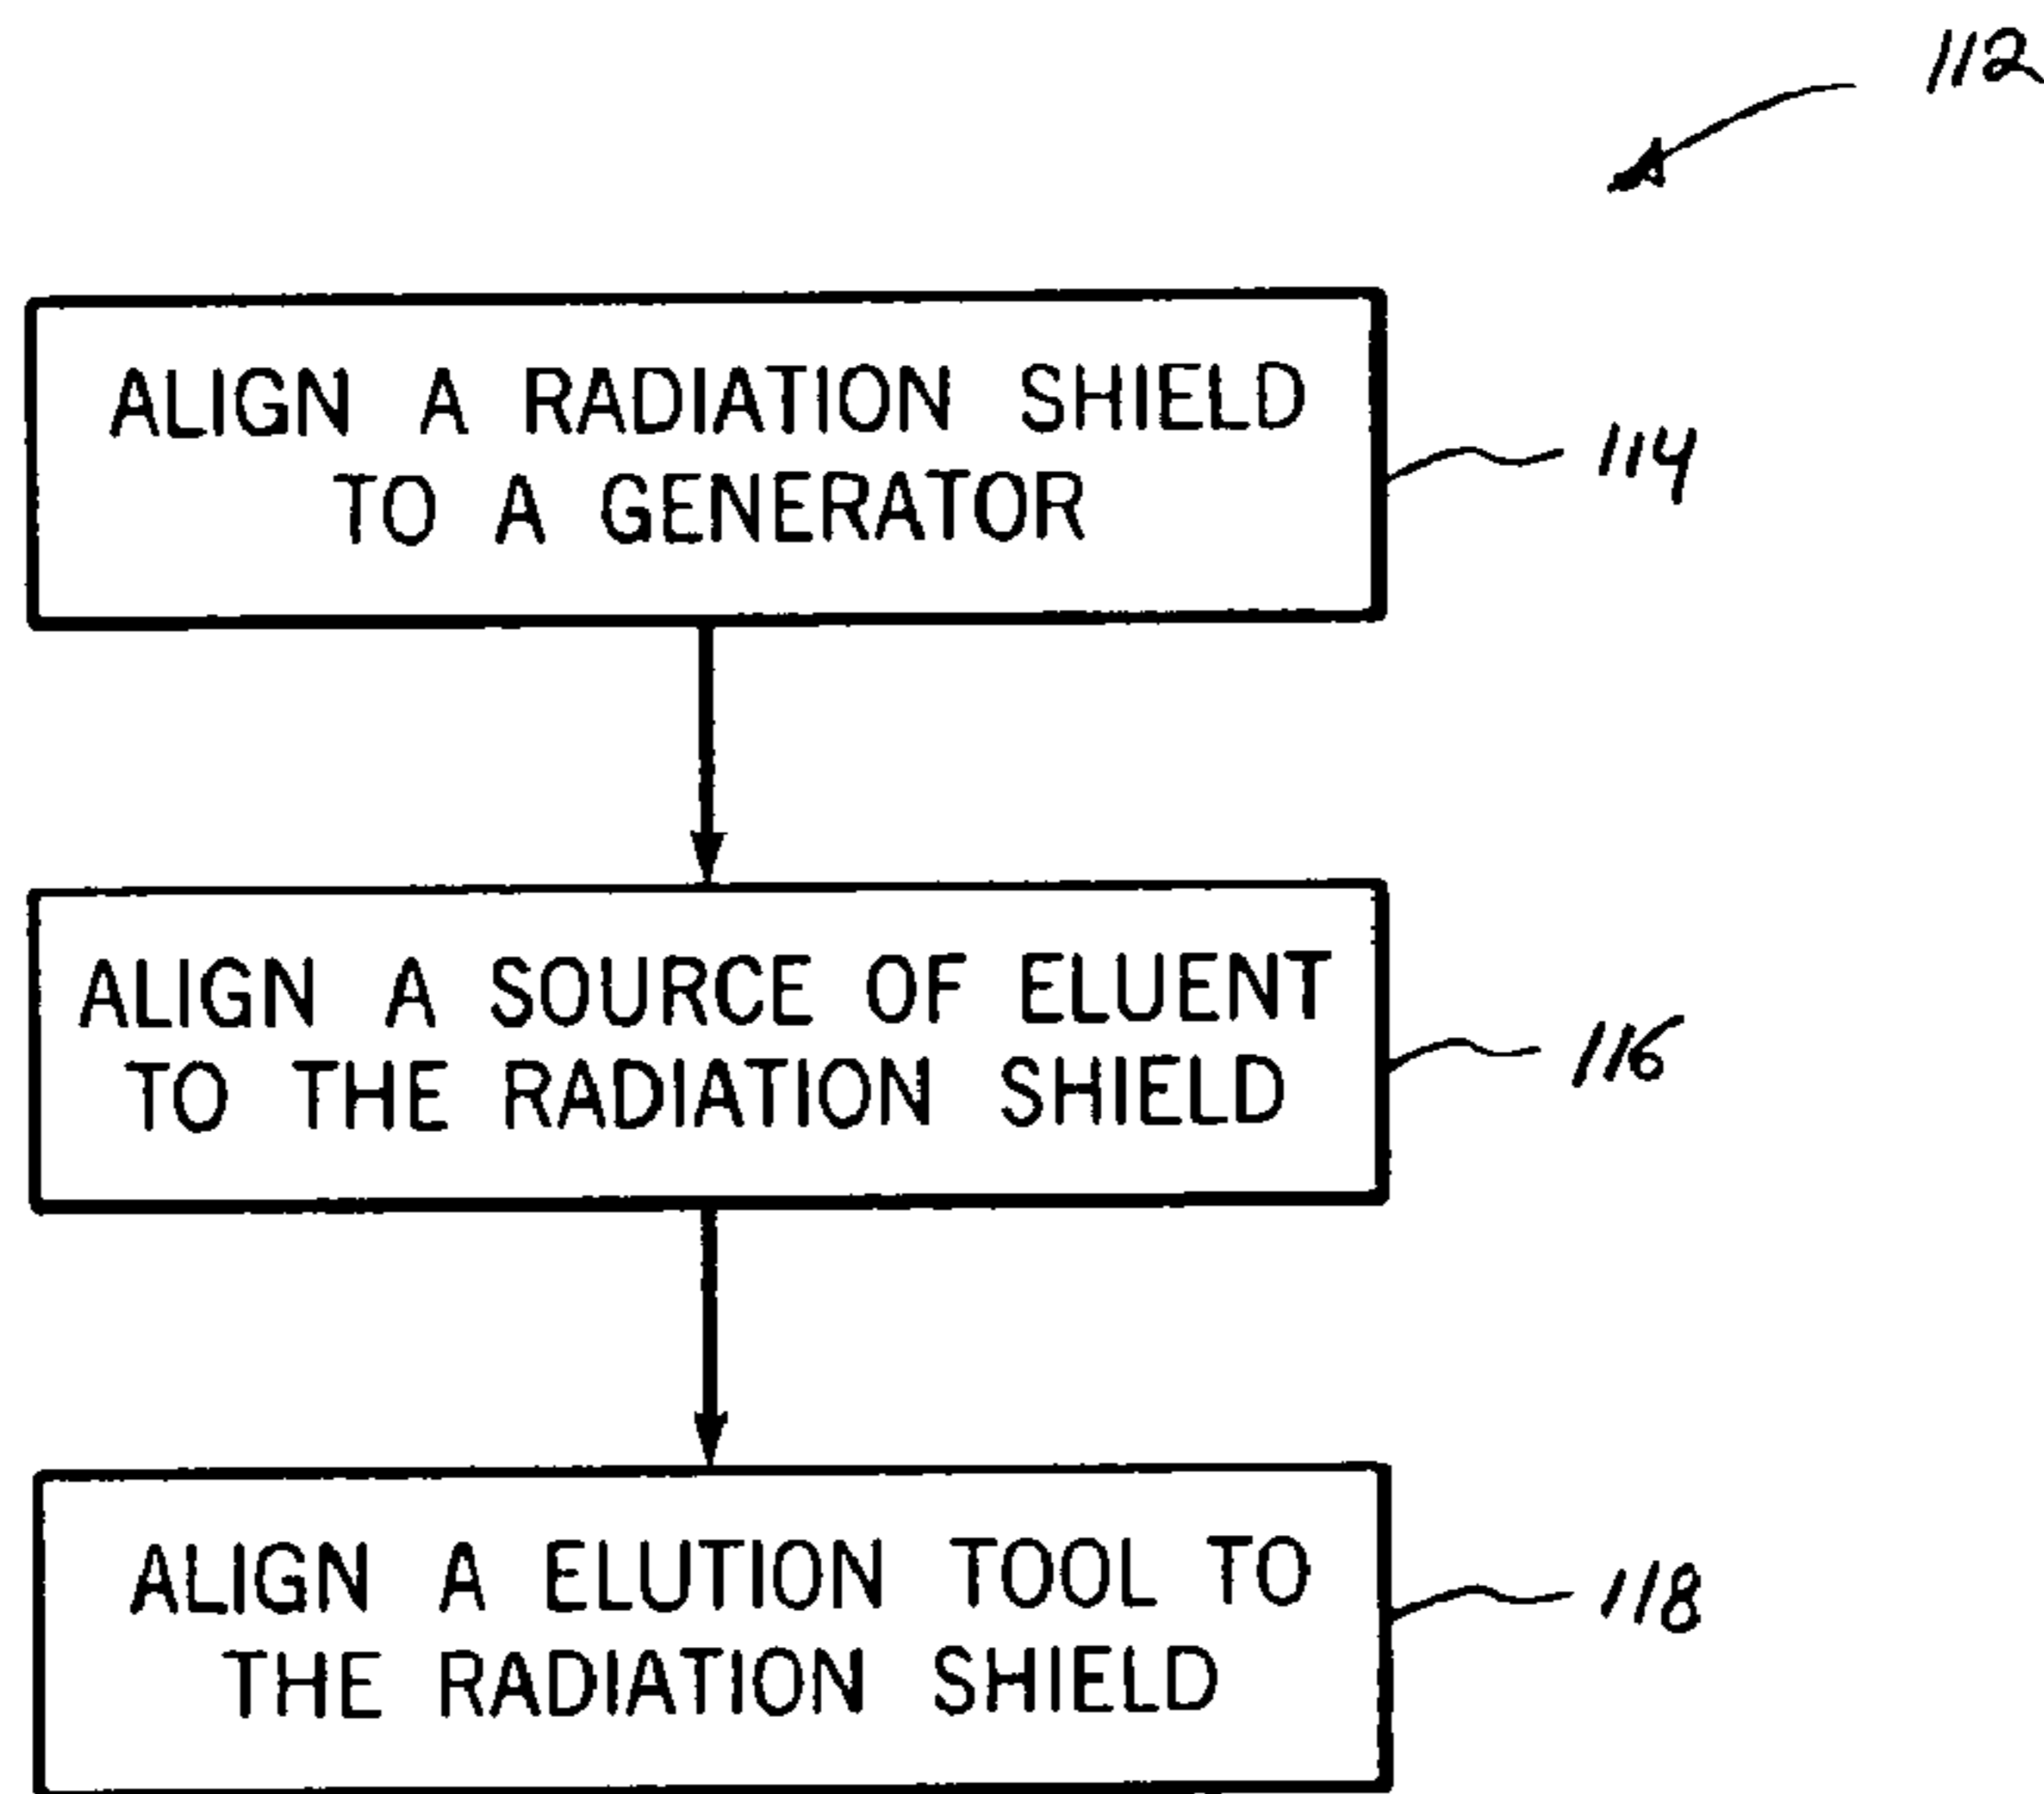 112
ALIGN A RADIATION SHIELD
TO A GENERATOR
114
ALIGN A SOURCE OF ELUENT
TO THE RADIATION SHIELD
116
ALIGN A ELUTION TOOL TO
THE RADIATION SHIELD
118